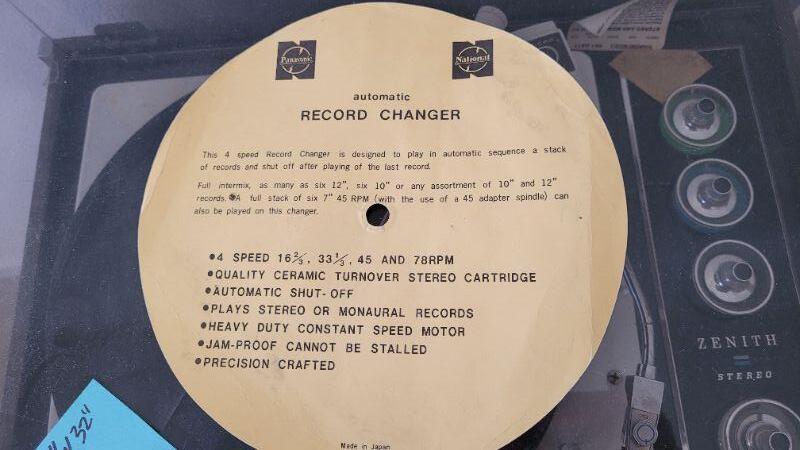 Panasonic
National
automatic
RECORD CHANGER
This 4 speed Record Changer is designed to play in automatic sequence a stack
of records and shut off after playing of the last record.
Full intermix, as many as six 12", six 10" or any assortment of 10" and 12"
records. A full stack of six 7" 45 RPM (with the use of a 45 adapter spindle) can
also be played on this changer.
•4 SPEED 16⅔, 33⅓, 45 AND 78RPM
•QUALITY CERAMIC TURNOVER STEREO CARTRIDGE
•AUTOMATIC SHUT-OFF
•PLAYS STEREO OR MONAURAL RECORDS
•HEAVY DUTY CONSTANT SPEED MOTOR
•JAM-PROOF CANNOT BE STALLED
•PRECISION CRAFTED
Made in Japan
ZENITH
STEREO
32"